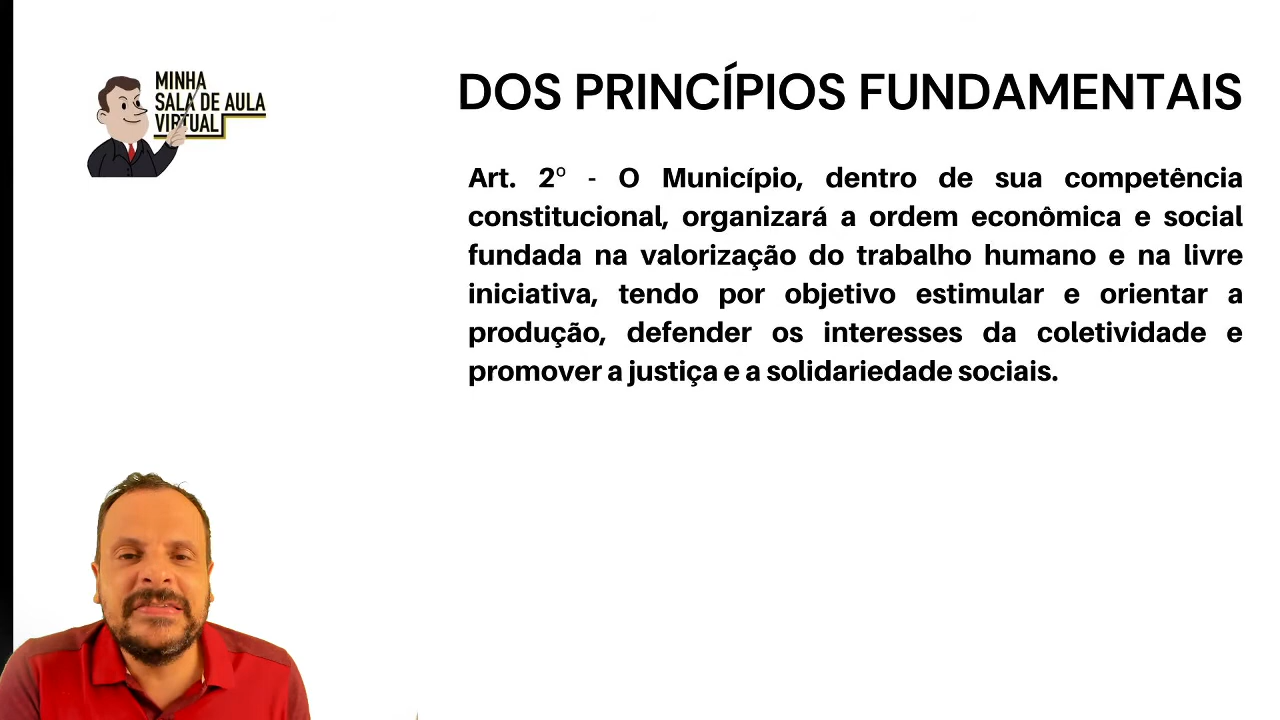 MINHA
SALA DE AULA
VIRTUAL
DOS PRINCÍPIOS FUNDAMENTAIS
Art. 2º - O Município, dentro de sua competência
constitucional, organizará a ordem econômica e social
fundada na valorização do trabalho humano e na livre
iniciativa, tendo por objetivo estimular e orientar a
produção, defender os interesses da coletividade e
promover a justiça e a solidariedade sociais.